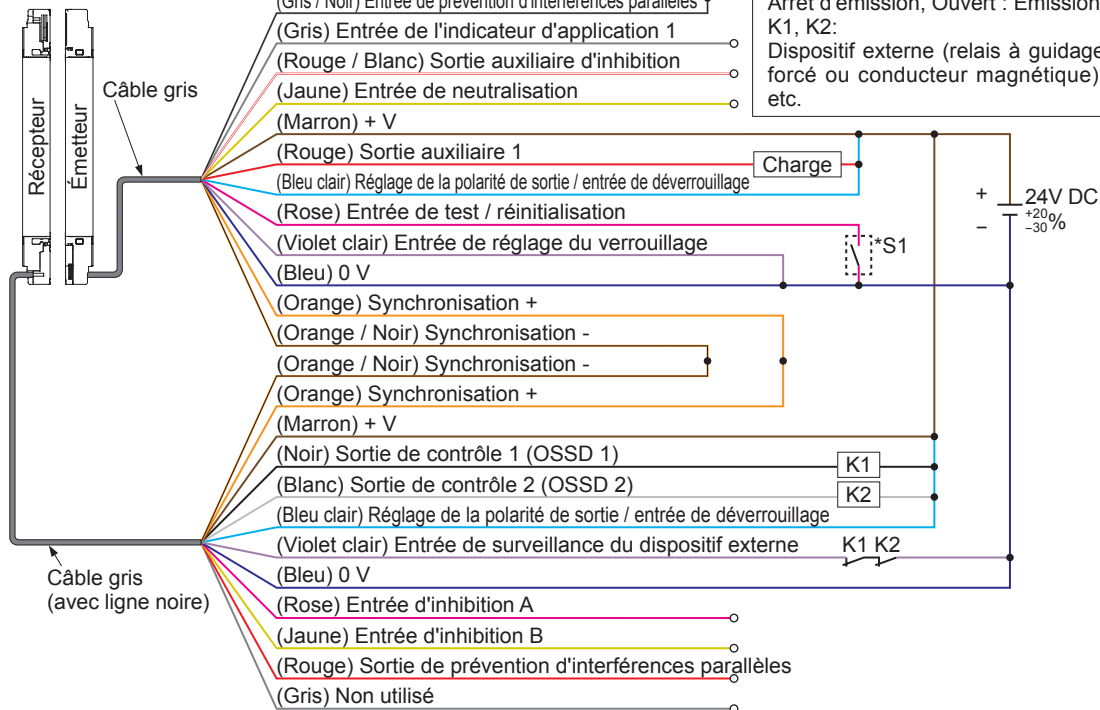 (Gris / Noir) Entrée de prévention d'interférences parallèles
(Gris) Entrée de l'indicateur d'application 1
(Rouge / Blanc) Sortie auxiliaire d'inhibition
(Jaune) Entrée de neutralisation
(Marron) + V
(Rouge) Sortie auxiliaire 1
(Bleu clair) Réglage de la polarité de sortie / entrée de déverrouillage
(Rose) Entrée de test / réinitialisation
(Violet clair) Entrée de réglage du verrouillage
(Bleu) 0 V
(Orange) Synchronisation +
(Orange / Noir) Synchronisation -
(Orange / Noir) Synchronisation -
(Orange) Synchronisation +
(Marron) + V
(Noir) Sortie de contrôle 1 (OSSD 1)
(Blanc) Sortie de contrôle 2 (OSSD 2)
(Bleu clair) Réglage de la polarité de sortie / entrée de déverrouillage
(Violet clair) Entrée de surveillance du dispositif externe
(Bleu) 0 V
(Rose) Entrée d'inhibition A
(Jaune) Entrée d'inhibition B
(Rouge) Sortie de prévention d'interférences parallèles
(Gris) Non utilisé
Récepteur
Émetteur
Câble gris
Câble gris
(avec ligne noire)
Arrêt d'émission, Ouvert : Émission
K1, K2:
Dispositif externe (relais à guidage
forcé ou conducteur magnétique)
etc.
Charge
*S1
+
−
24V DC
+20
−30 %
K1
K2
K1 K2